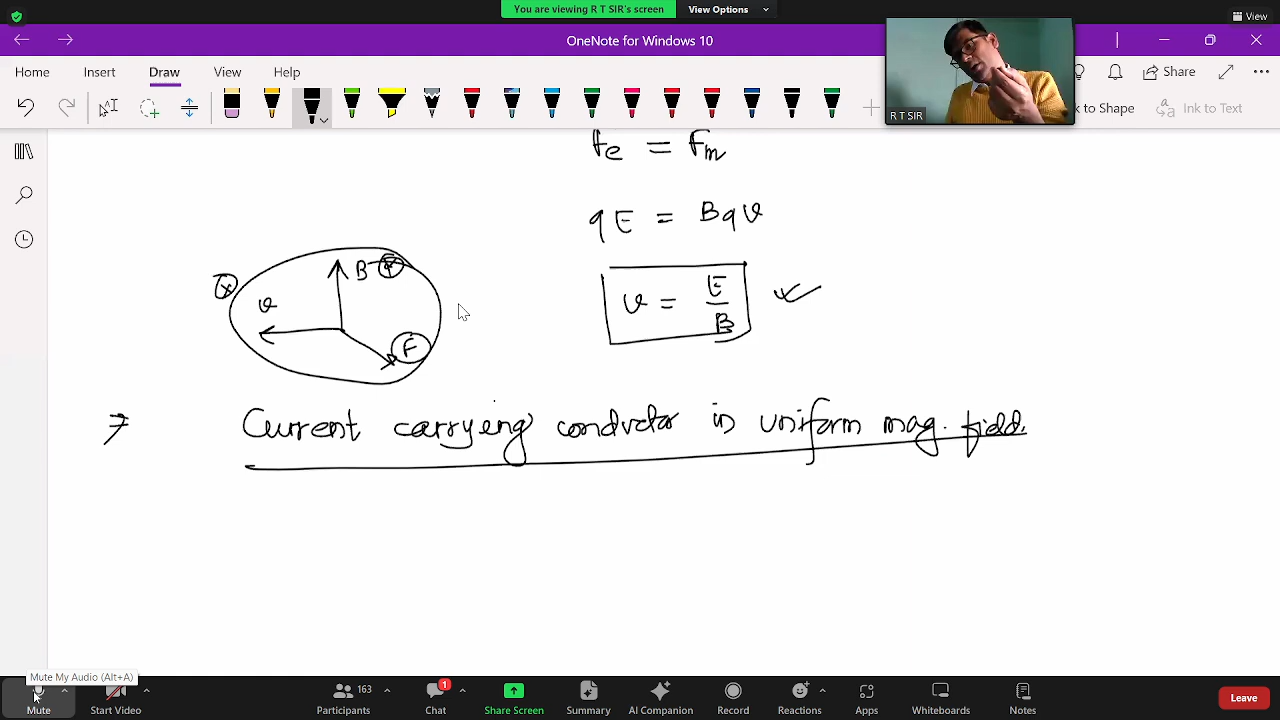 You are viewing R T SIR's screen
View Options
View
OneNote for Windows 10
Home Insert Draw View Help
Share
k to Shape
Ink to Text
R T SIR
Fe = Fm
qE = Bqv
v = E/B
B
v
F
Current carrying conductor in uniform mag. field.
Mute My Audio (Alt+A)
163
1
Mute
Start Video
Participants
Chat
Share Screen
Summary
AI Companion
Record
Reactions
Apps
Whiteboards
Notes
Leave